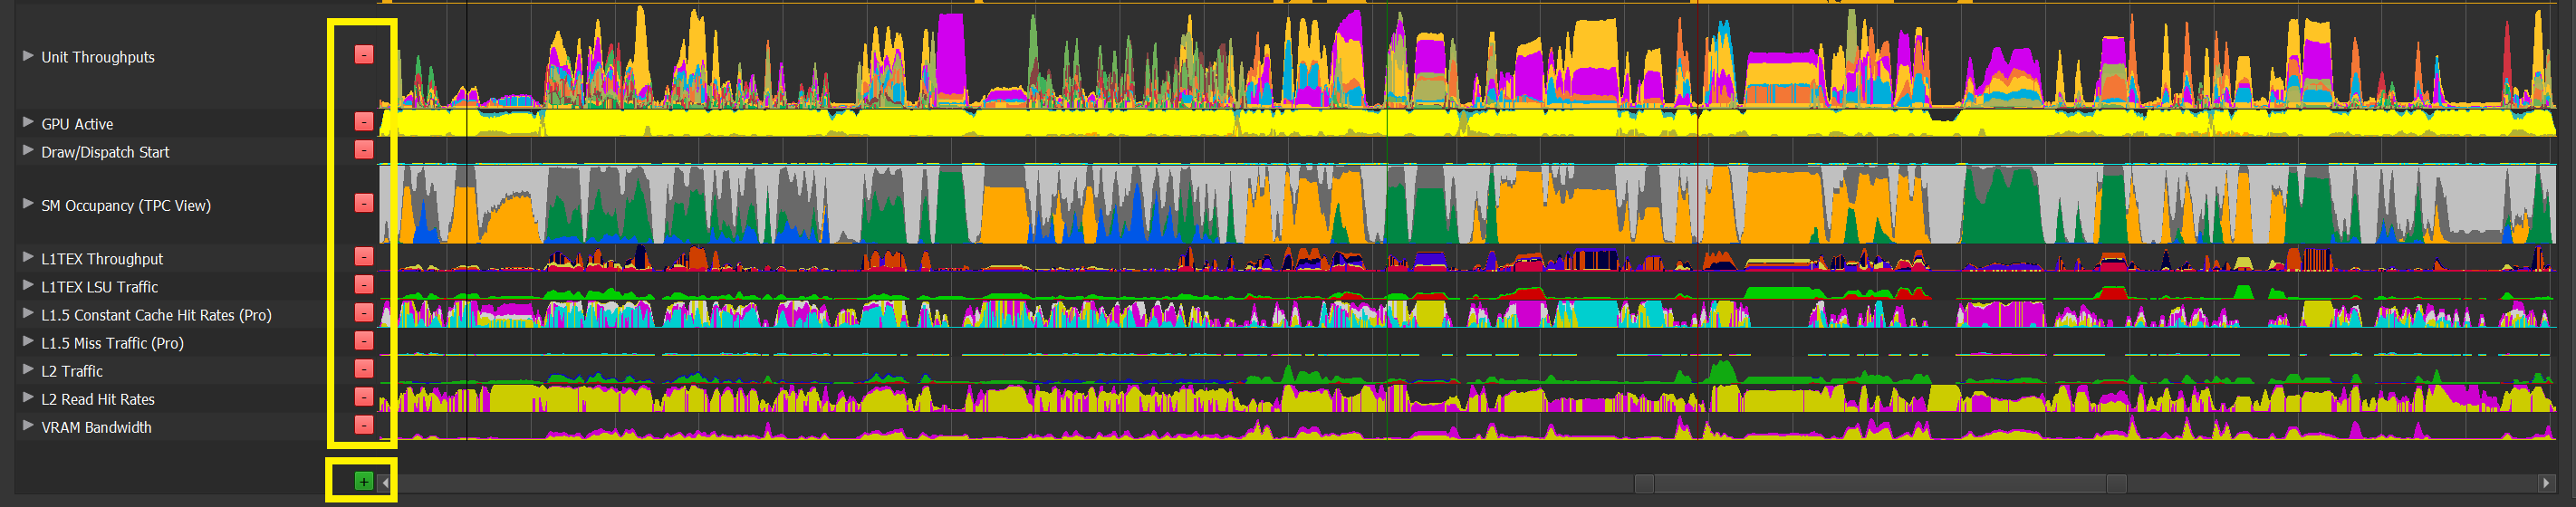 Unit Throughputs -
GPU Active -
Draw/Dispatch Start -
SM Occupancy (TPC View) -
L1TEX Throughput -
L1TEX LSU Traffic -
L1.5 Constant Cache Hit Rates (Pro) -
L1.5 Miss Traffic (Pro) -
L2 Traffic -
L2 Read Hit Rates -
VRAM Bandwidth -
+